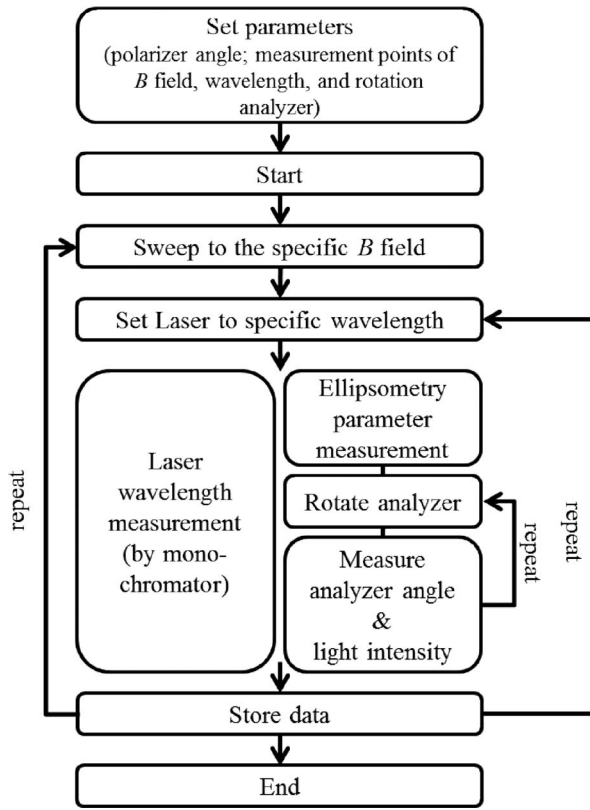 Set parameters
(polarizer angle; measurement points of
B field, wavelength, and rotation
analyzer)
Start
Sweep to the specific B field
Set Laser to specific wavelength
Laser
wavelength
measurement
(by mono-
chromator)
Ellipsometry
parameter
measurement
Rotate analyzer
Measure
analyzer angle
&
light intensity
repeat
repeat
repeat
Store data
End